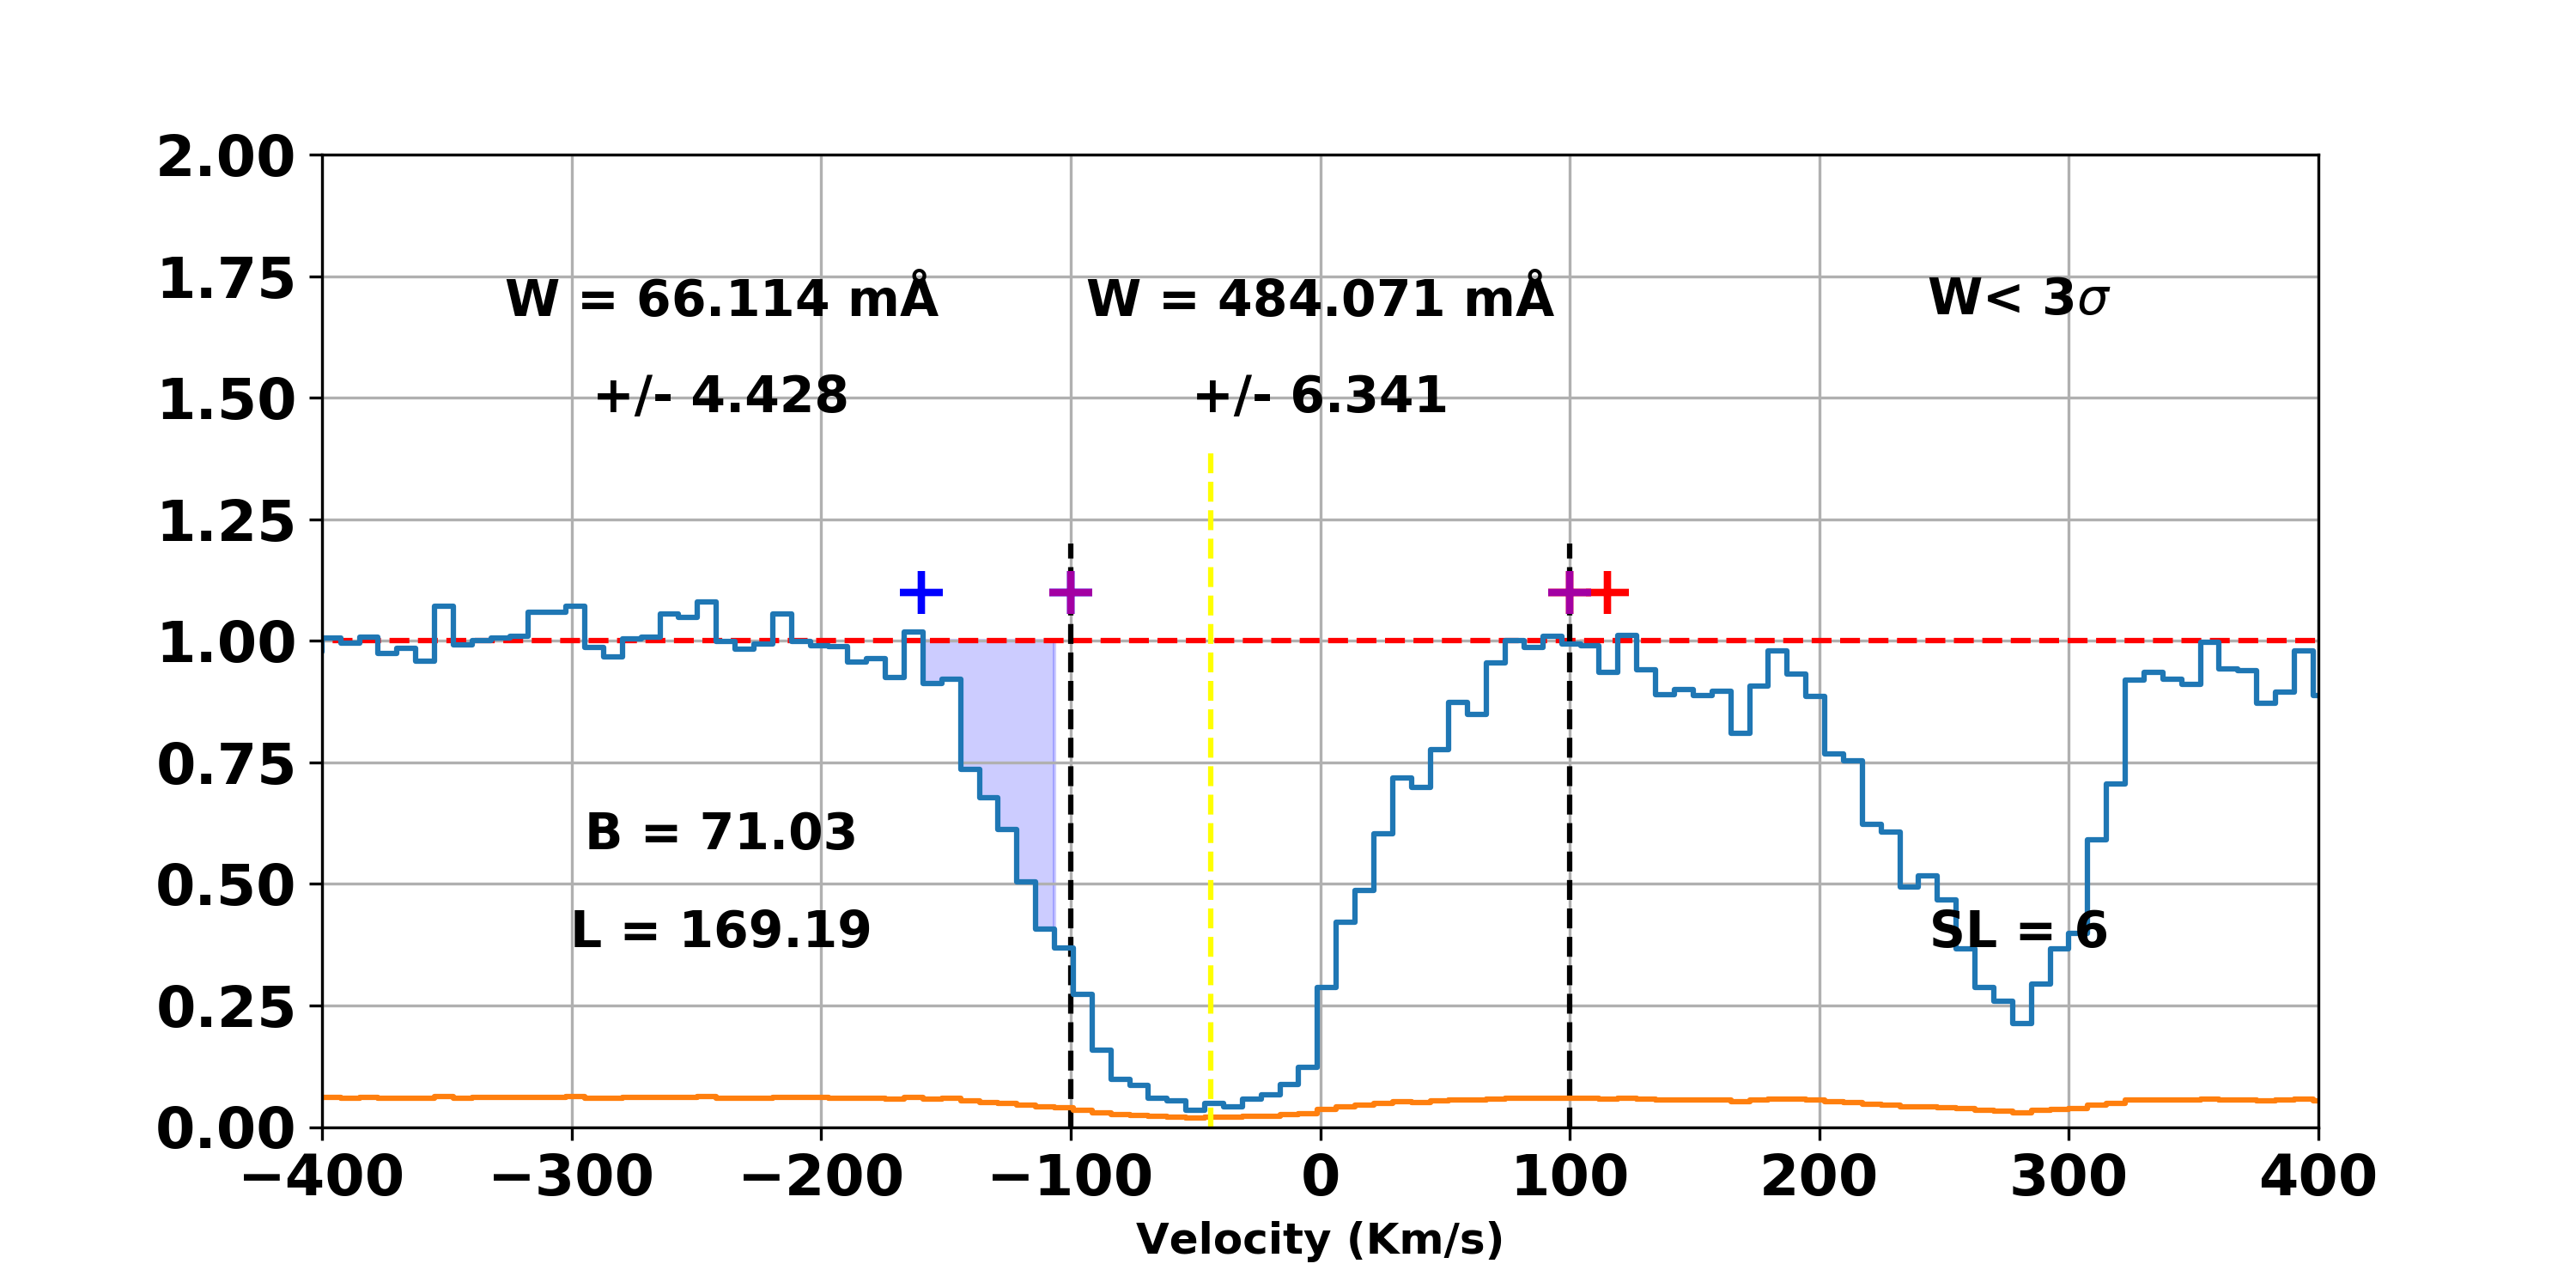 2.00
1.75
W = 66.114 mÅ W = 484.071 mÅ W< 3σ
1.50
+/- 4.428 +/- 6.341
1.25
1.00
0.75
B = 71.03
0.50
L = 169.19 SL = 6
0.25
0.00
−400 −300 −200 −100 0 100 200 300 400
Velocity (Km/s)